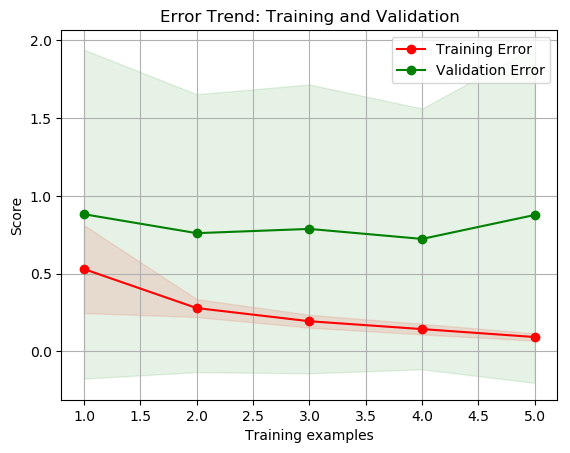 Error Trend: Training and Validation
2.0
1.5
1.0
0.5
0.0
Score
Training Error
Validation Error
1.0 1.5 2.0 2.5 3.0 3.5 4.0 4.5 5.0
Training examples